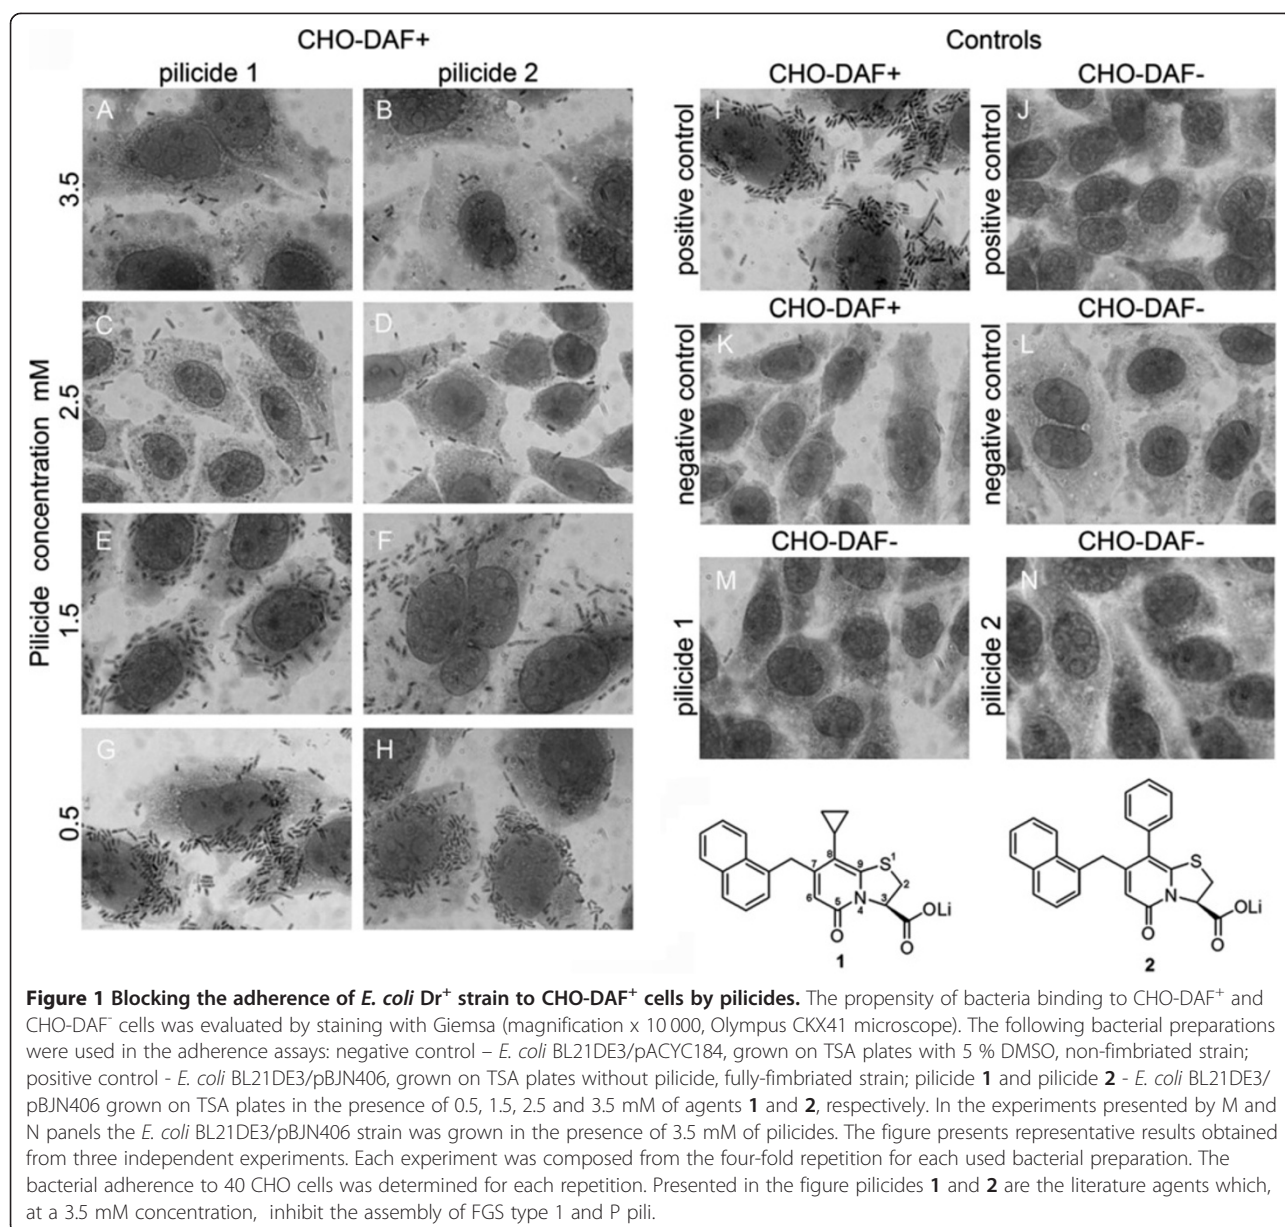 CHO-DAF+
pilicide 1 pilicide 2
Pilicide concentration mM
3.5
A B
2.5
C D
1.5
E F
0.5
G H
Controls
CHO-DAF+ CHO-DAF-
positive control I positive control J
CHO-DAF+ CHO-DAF-
negative control K negative control L
CHO-DAF- CHO-DAF-
pilicide 1 M pilicide 2 N
8 7 9 S 1 2 6 5 N 4 3 OLi O O
1
S N OLi O O
2
Figure 1 Blocking the adherence of E. coli Dr+ strain to CHO-DAF+ cells by pilicides. The propensity of bacteria binding to CHO-DAF+ and
CHO-DAF- cells was evaluated by staining with Giemsa (magnification x 10 000, Olympus CKX41 microscope). The following bacterial preparations
were used in the adherence assays: negative control – E. coli BL21DE3/pACYC184, grown on TSA plates with 5 % DMSO, non-fimbriated strain;
positive control - E. coli BL21DE3/pBJN406, grown on TSA plates without pilicide, fully-fimbriated strain; pilicide 1 and pilicide 2 - E. coli BL21DE3/
pBJN406 grown on TSA plates in the presence of 0.5, 1.5, 2.5 and 3.5 mM of agents 1 and 2, respectively. In the experiments presented by M and
N panels the E. coli BL21DE3/pBJN406 strain was grown in the presence of 3.5 mM of pilicides. The figure presents representative results obtained
from three independent experiments. Each experiment was composed from the four-fold repetition for each used bacterial preparation. The
bacterial adherence to 40 CHO cells was determined for each repetition. Presented in the figure pilicides 1 and 2 are the literature agents which,
at a 3.5 mM concentration, inhibit the assembly of FGS type 1 and P pili.